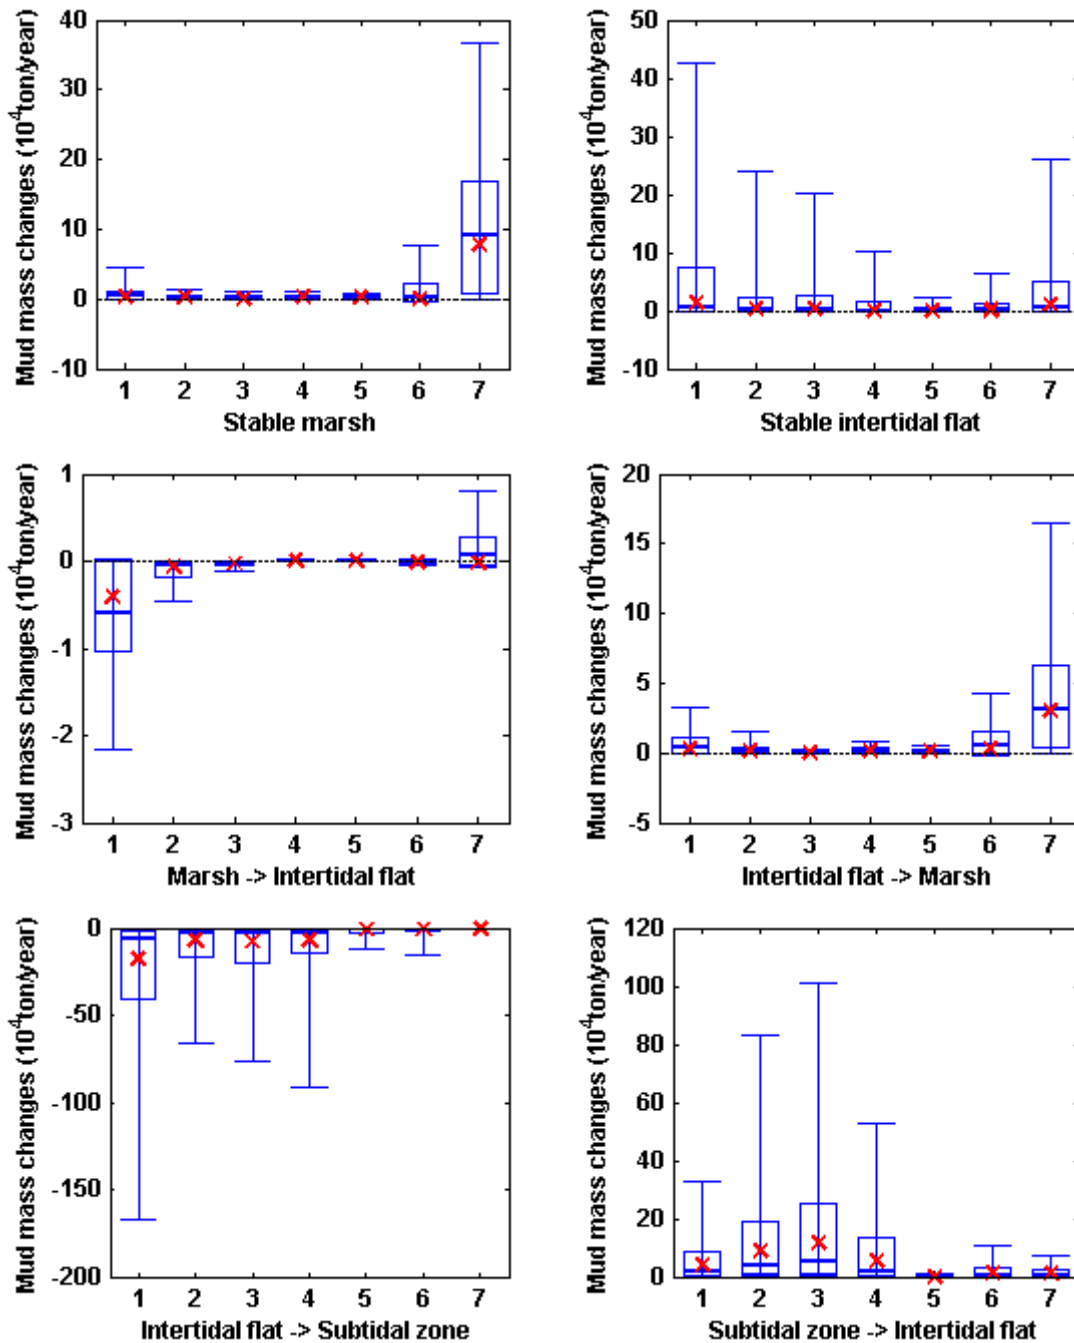 Mud mass changes (10⁴ton/year)
40
30
20
10
0
-10
1 2 3 4 5 6 7
Stable marsh
Mud mass changes (10⁴ton/year)
50
40
30
20
10
0
-10
1 2 3 4 5 6 7
Stable intertidal flat
Mud mass changes (10⁴ton/year)
1
0
-1
-2
-3
1 2 3 4 5 6 7
Marsh -> Intertidal flat
Mud mass changes (10⁴ton/year)
20
15
10
5
0
-5
1 2 3 4 5 6 7
Intertidal flat -> Marsh
Mud mass changes (10⁴ton/year)
0
-50
-100
-150
-200
1 2 3 4 5 6 7
Intertidal flat -> Subtidal zone
Mud mass changes (10⁴ton/year)
120
100
80
60
40
20
0
1 2 3 4 5 6 7
Subtidal zone -> Intertidal flat